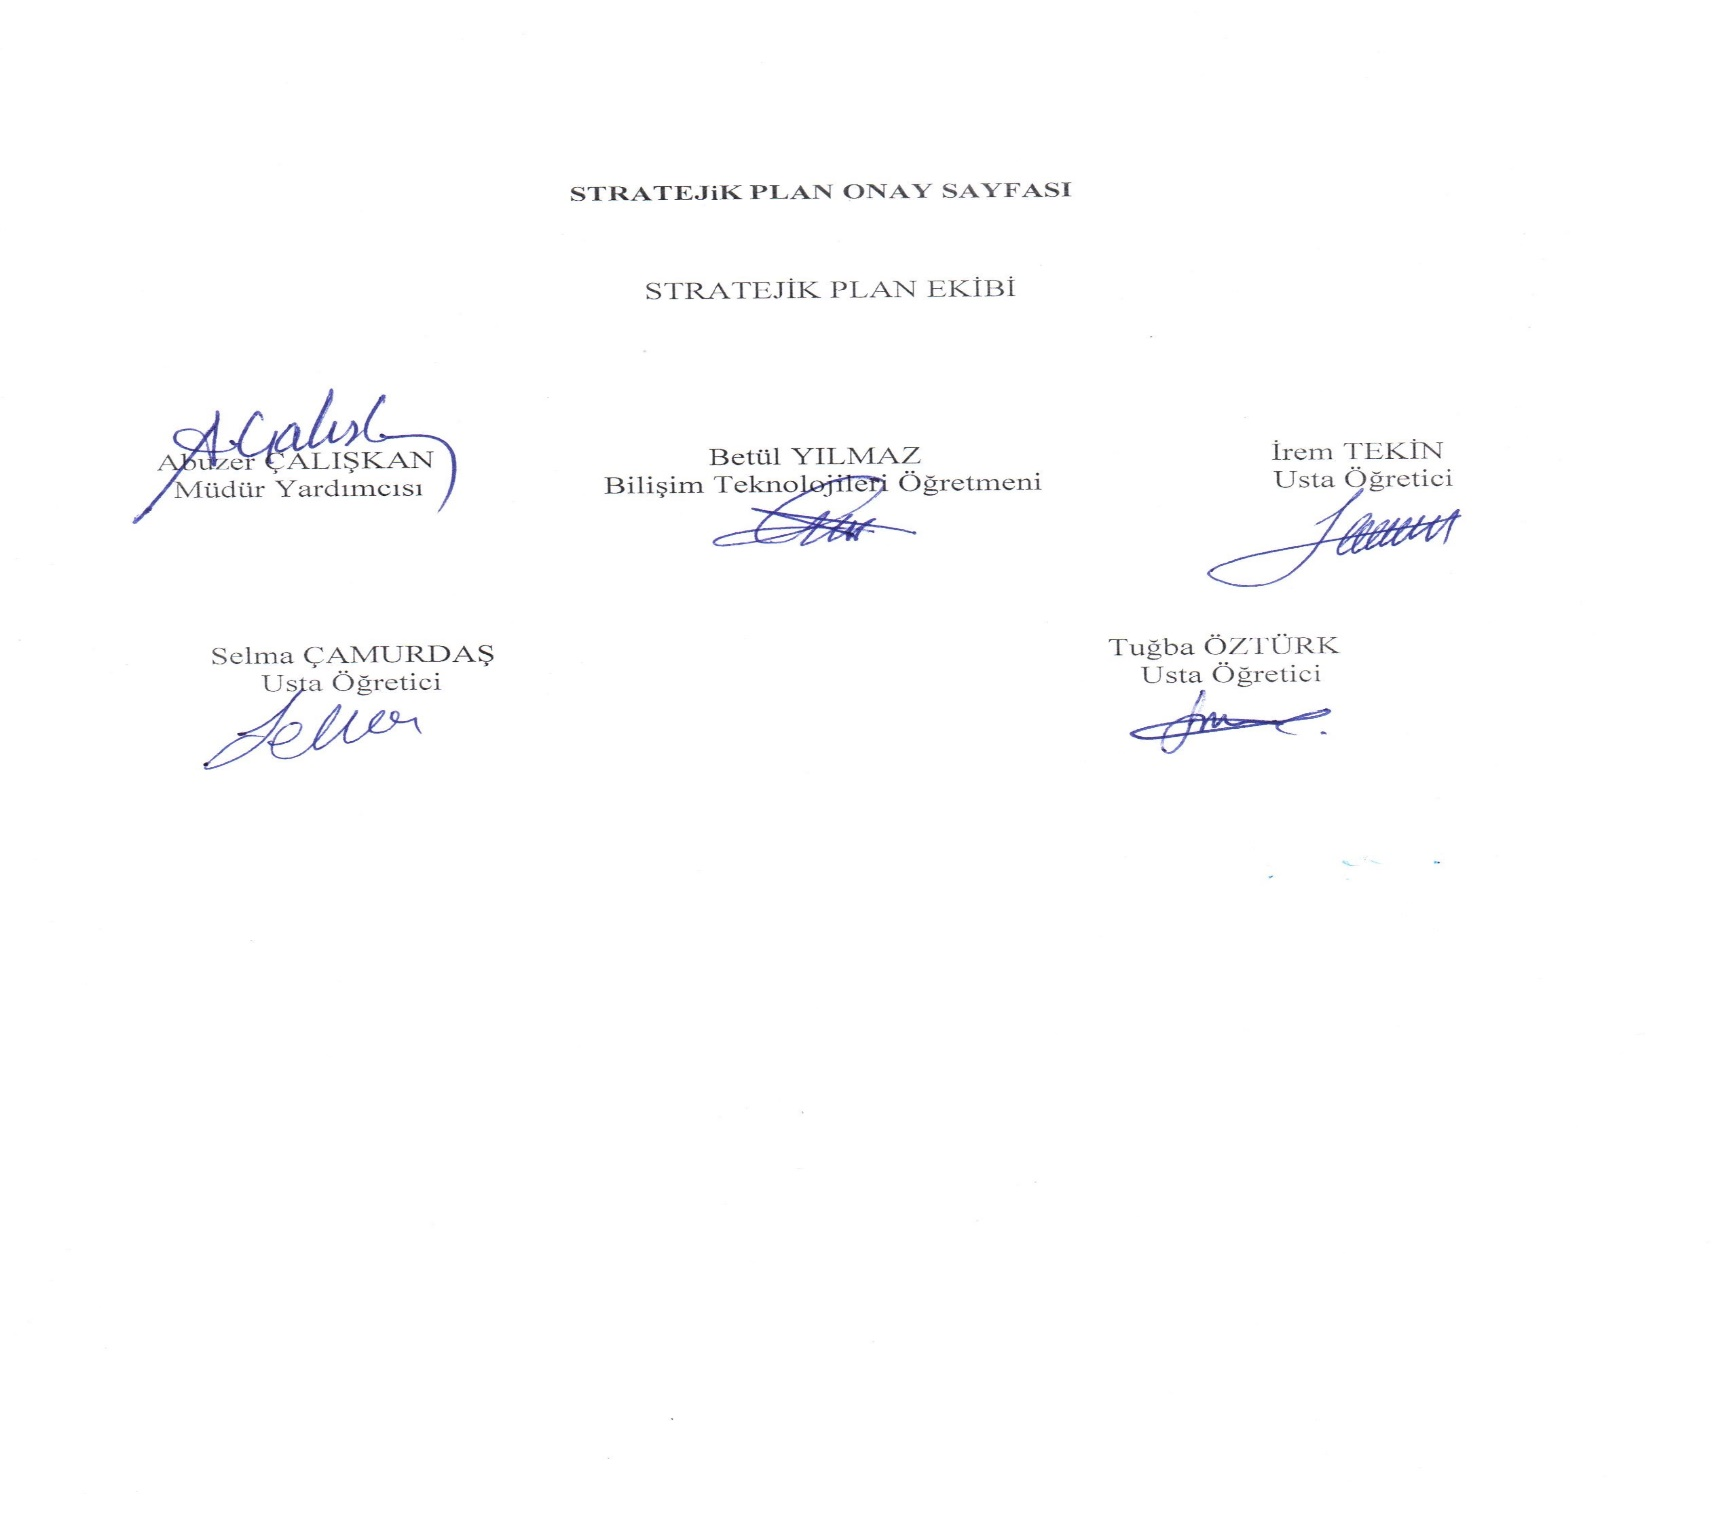 STRATEJiK PLAN ONAY SAYFASI
STRATEJİK PLAN EKİBİ
Abuzer ÇALIŞKAN
Müdür Yardımcısı
Betül YILMAZ
Bilişim Teknolojileri Öğretmeni
İrem TEKİN
Usta Öğretici
Selma ÇAMURDAŞ
Usta Öğretici
Tuğba ÖZTÜRK
Usta Öğretici